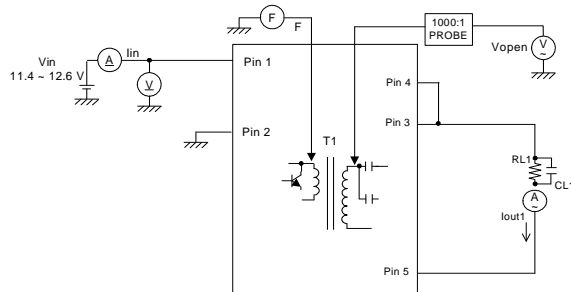 F
F
1000:1
PROBE
Vopen
V
~
Vin
11.4 ~ 12.6 V
A
Iin
V
Pin 1
Pin 4
Pin 2
Pin 3
T1
RL1
CL1
A
~
Iout1
Pin 5